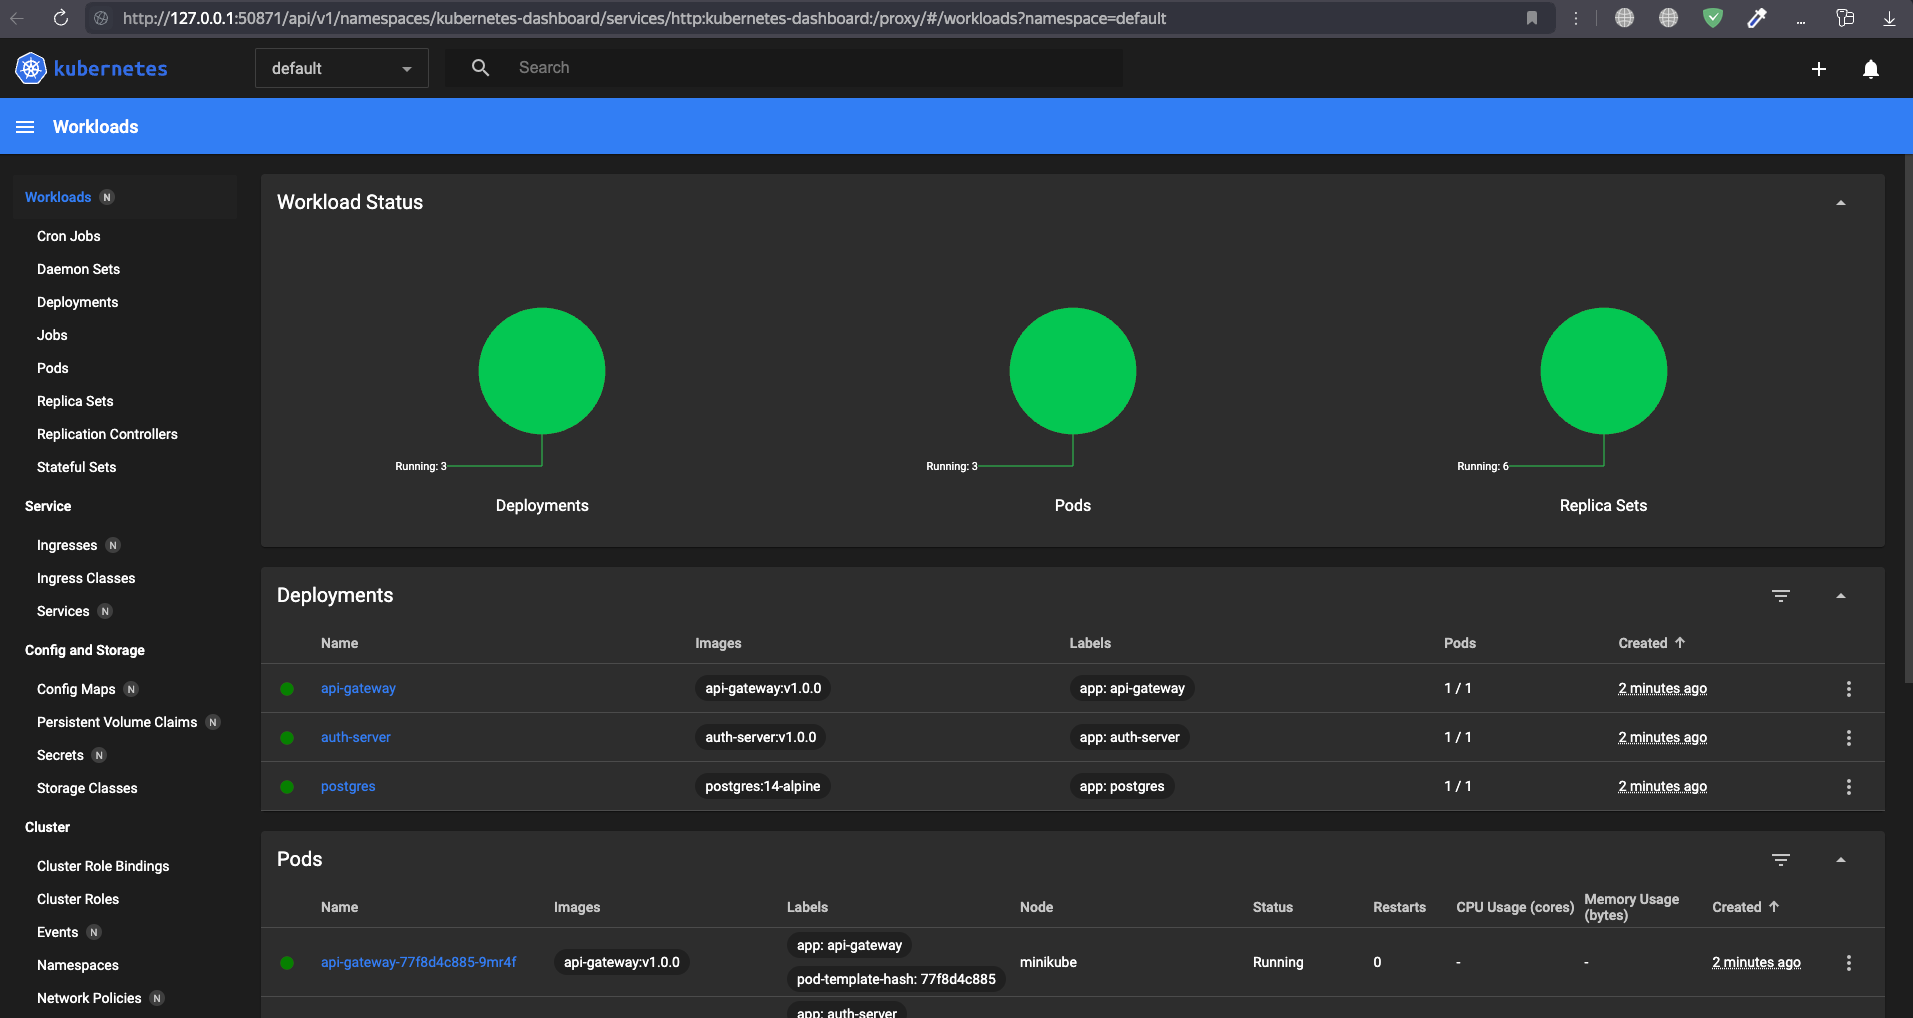 http://127.0.0.1:50871/api/v1/namespaces/kubernetes-dashboard/services/http:kubernetes-dashboard:/proxy/#/workloads?namespace=default
kubernetes
default
Search
Workloads
Workloads N
Cron Jobs
Daemon Sets
Deployments
Jobs
Pods
Replica Sets
Replication Controllers
Stateful Sets
Service
Ingresses N
Ingress Classes
Services N
Config and Storage
Config Maps N
Persistent Volume Claims N
Secrets N
Storage Classes
Cluster
Cluster Role Bindings
Cluster Roles
Events N
Namespaces
Network Policies N
Workload Status
Running: 3
Deployments
Running: 3
Pods
Running: 6
Replica Sets
Deployments
Name Images Labels Pods Created
api-gateway api-gateway:v1.0.0 app: api-gateway 1 / 1 2 minutes ago
auth-server auth-server:v1.0.0 app: auth-server 1 / 1 2 minutes ago
postgres postgres:14-alpine app: postgres 1 / 1 2 minutes ago
Pods
Name Images Labels Node Status Restarts CPU Usage (cores) Memory Usage (bytes) Created
api-gateway-77f8d4c885-9mr4f api-gateway:v1.0.0 app: api-gateway minikube Running 0 - - 2 minutes ago
pod-template-hash: 77f8d4c885
app: auth-server